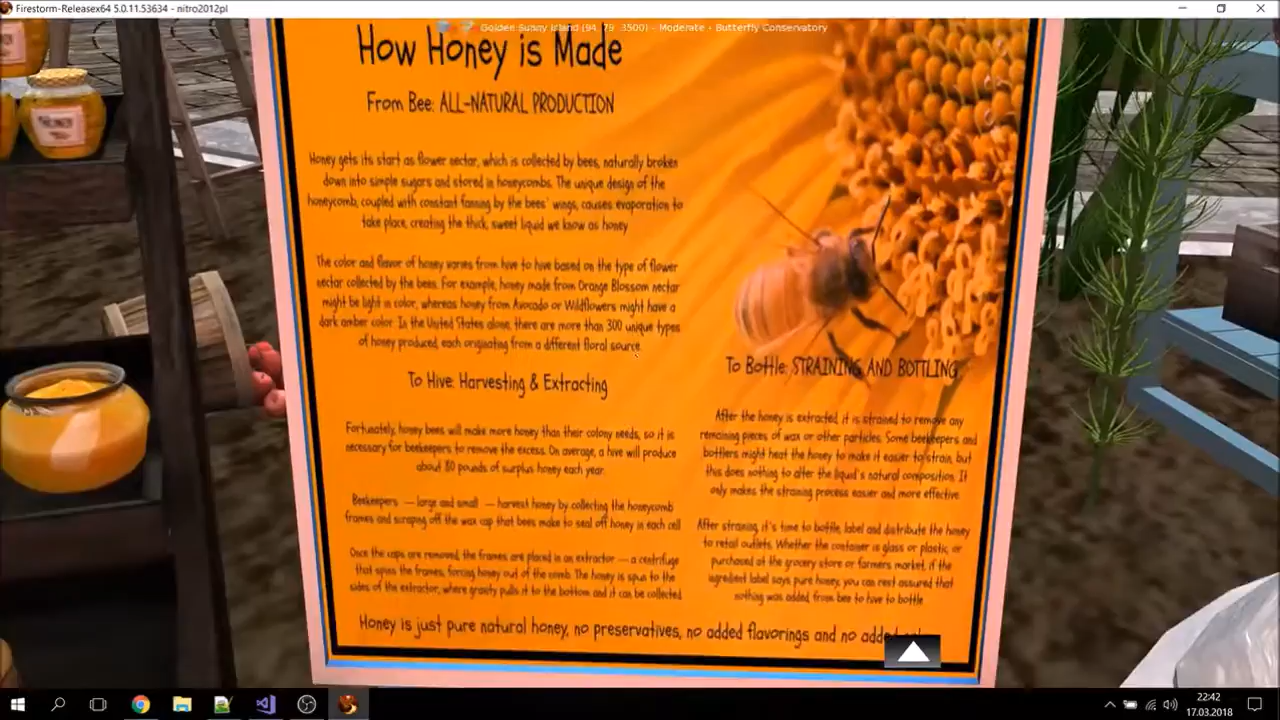 Firestorm-Releasex64 5.0.11.53634 - nitro2012pl
Golden Sunny Island (94, 79, 3500) - Moderate - Butterfly Conservatory
How Honey is Made
From Bee: ALL-NATURAL PRODUCTION
Honey gets its start as flower nectar, which is collected by bees, naturally broken
down into simple sugars and stored in honeycombs. The unique design of the
honeycomb, coupled with constant fanning by the bees' wings, causes evaporation to
take place, creating the thick, sweet liquid we know as honey
The color and flavor of honey varies from hive to hive based on the type of flower
nectar collected by the bees. For example, honey made from Orange Blossom nectar
might be light in color, whereas honey from Avocado or Wildflowers might have a
dark amber color. In the United States alone, there are more than 300 unique types
of honey produced, each originating from a different floral source.
To Hive: Harvesting & Extracting
Fortunately, honey bees will make more honey than their colony needs, so it is
necessary for beekeepers to remove the excess. On average, a hive will produce
about 80 pounds of surplus honey each year.
Beekeepers — large and small — harvest honey by collecting the honeycomb
frames and scraping off the wax cap that bees make to seal off honey in each cell
Once the caps are removed, the frames are placed in an extractor — a centrifuge
that spins the frames, forcing honey out of the comb. The honey is spun to the
sides of the extractor, where gravity pulls it to the bottom and it can be collected
To Bottle: STRAINING AND BOTTLING
After the honey is extracted, it is strained to remove any
remaining pieces of wax or other particles. Some beekeepers and
bottlers might heat the honey to make it easier to strain, but
this does nothing to alter the liquid's natural composition. It
only makes the straining process easier and more effective
After straining, it's time to bottle, label and distribute the honey
to retail outlets. Whether the container is glass or plastic, or
purchased at the grocery store or farmers market, if the
ingredient label says pure honey, you can rest assured that
nothing was added from bee to hive to bottle
Honey is just pure natural honey, no preservatives, no added flavorings and no added
22:42
17.03.2018